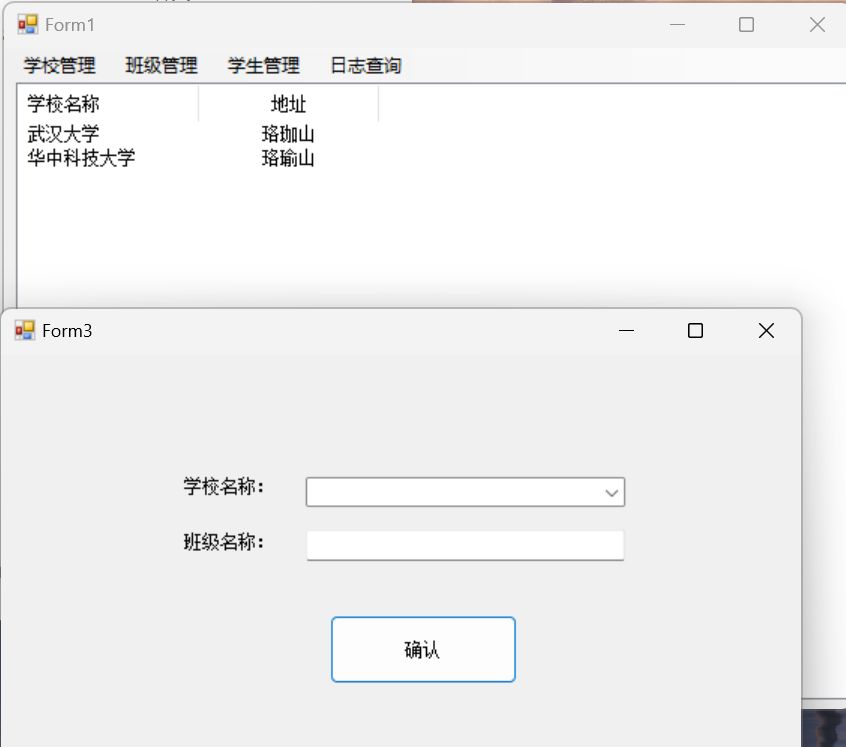 Form1
学校管理 班级管理 学生管理 日志查询
学校名称 地址
武汉大学 珞珈山
华中科技大学 珞瑜山
Form3
学校名称：
班级名称：
确认